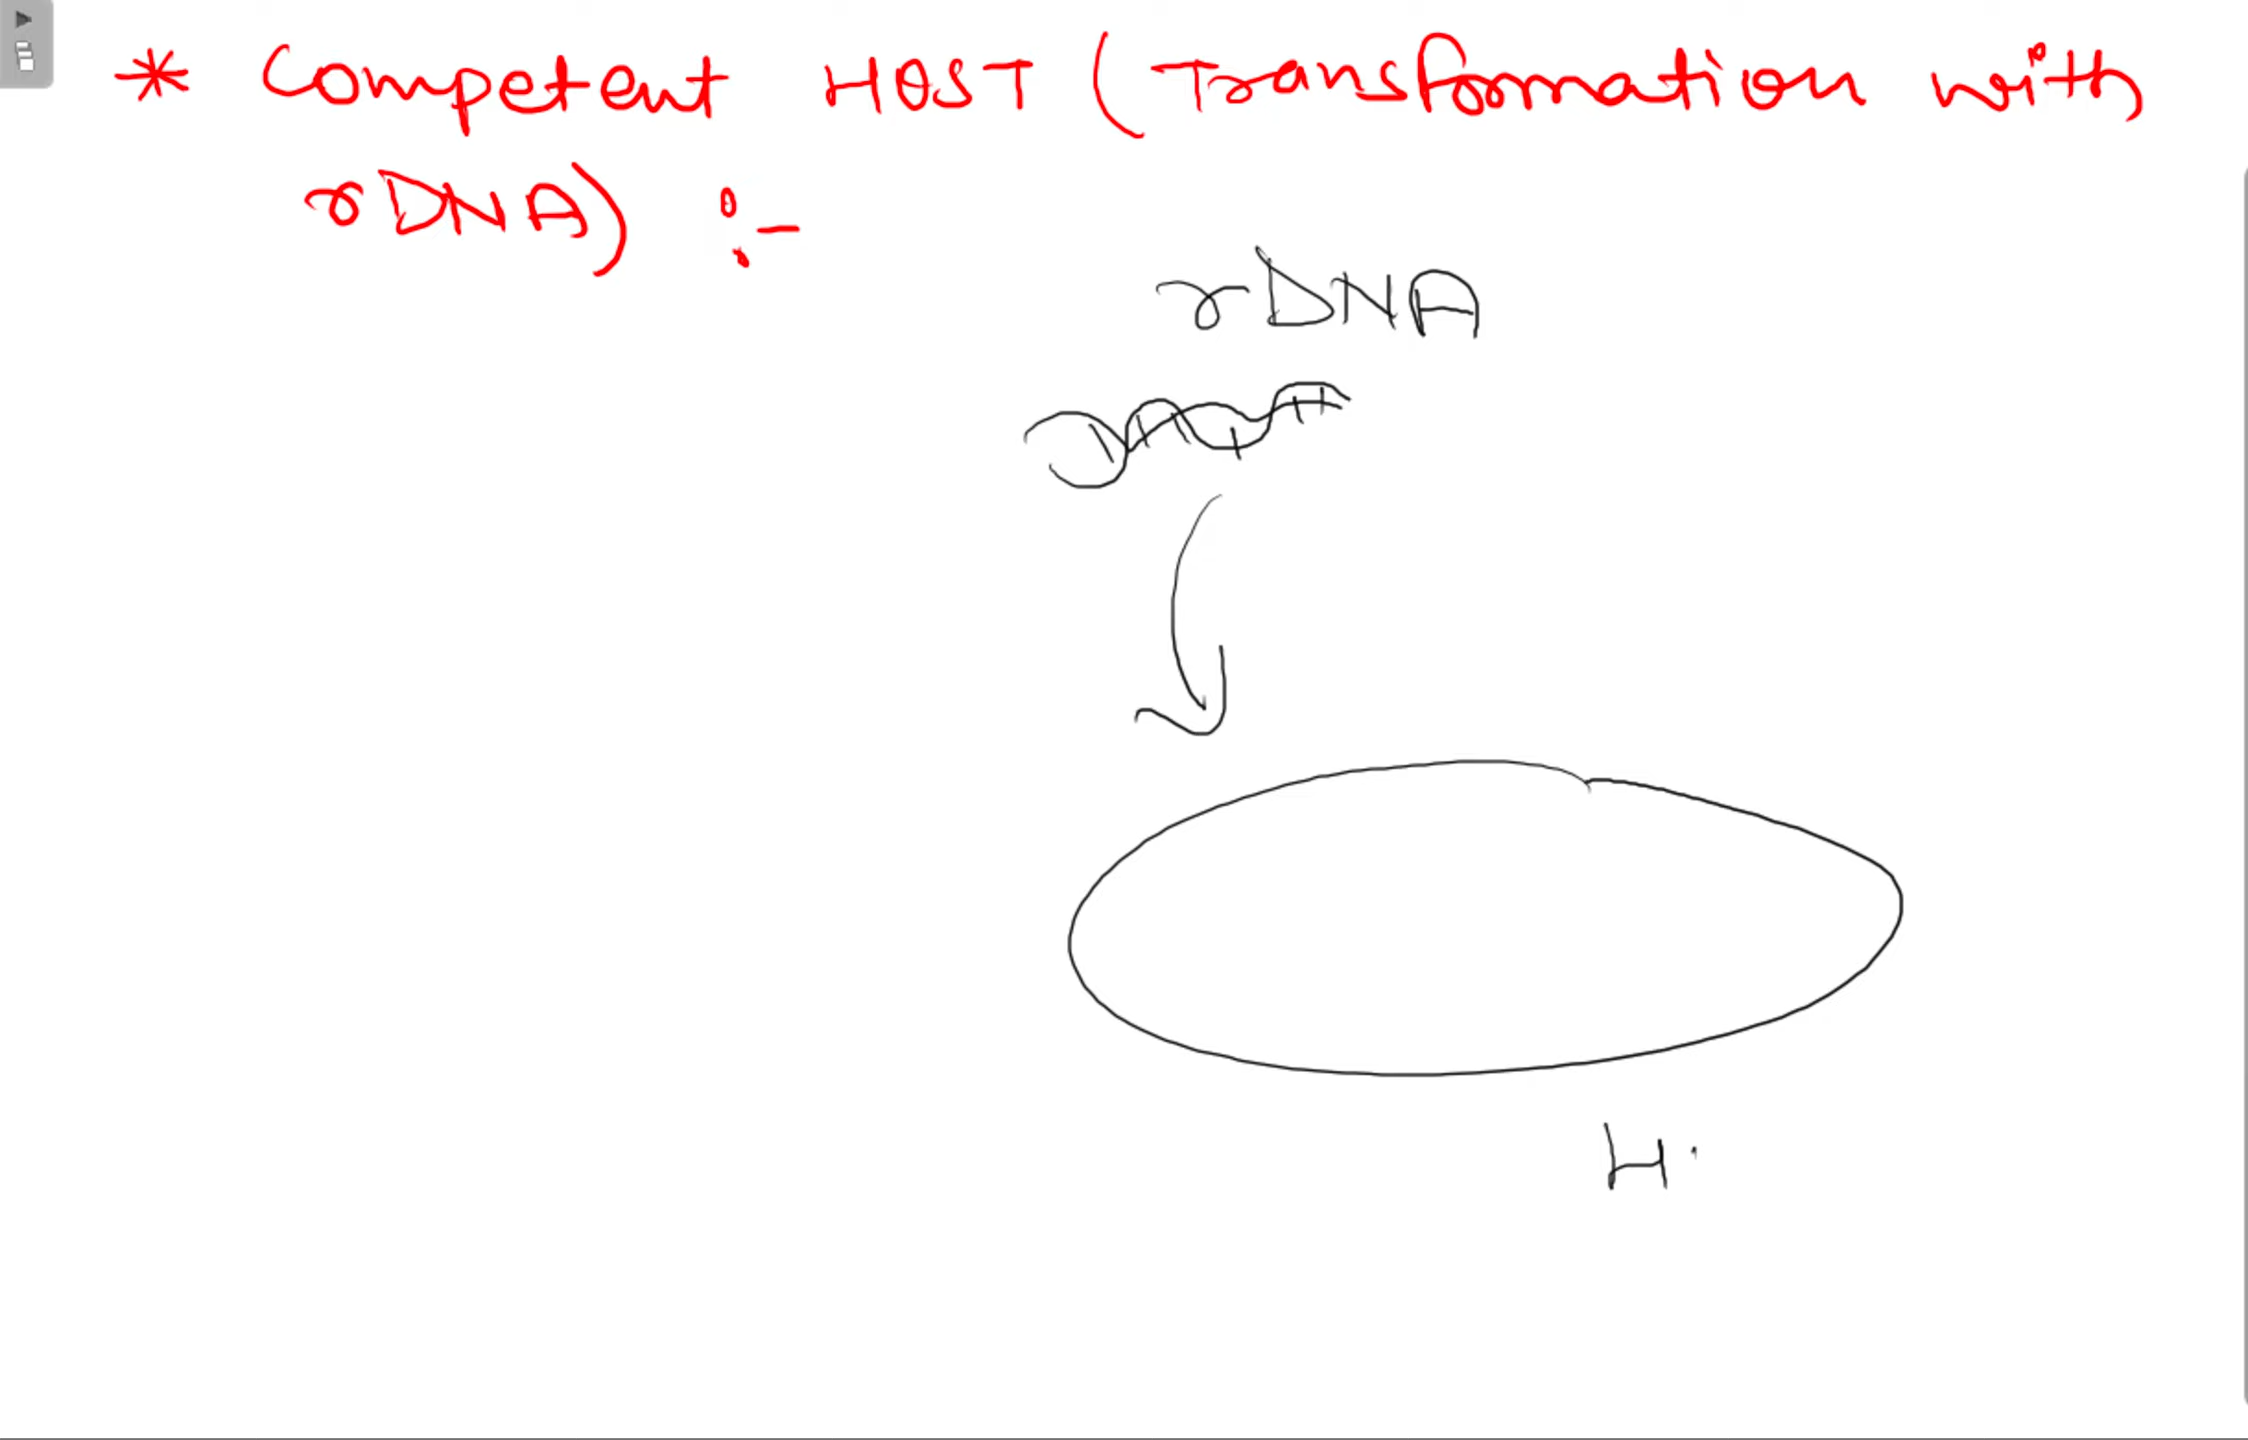 * Competent HOST (Transformation with
rDNA) :-
rDNA
H